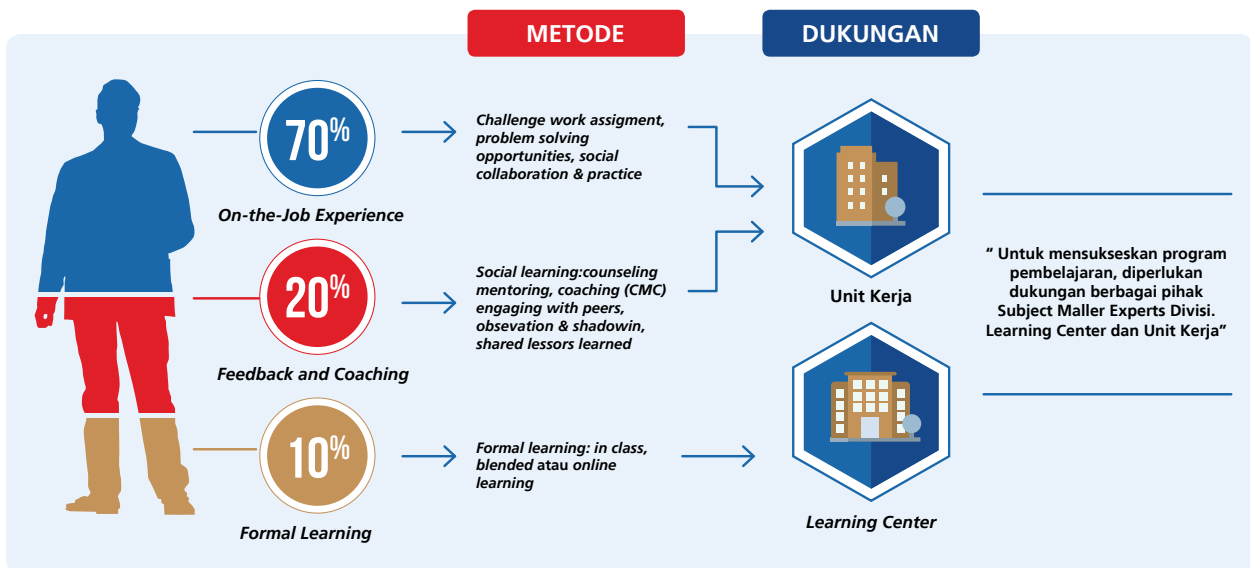 METODE
DUKUNGAN
70%
On-the-Job Experience
Challenge work assigment,
problem solving
opportunities, social
collaboration & practice
20%
Feedback and Coaching
Social learning:counseling
mentoring, coaching (CMC)
engaging with peers,
obsevation & shadowin,
shared lessors learned
Unit Kerja
10%
Formal Learning
Formal learning: in class,
blended atau online
learning
Learning Center
“ Untuk mensukseskan program
pembelajaran, diperlukan
dukungan berbagai pihak
Subject Maller Experts Divisi.
Learning Center dan Unit Kerja”